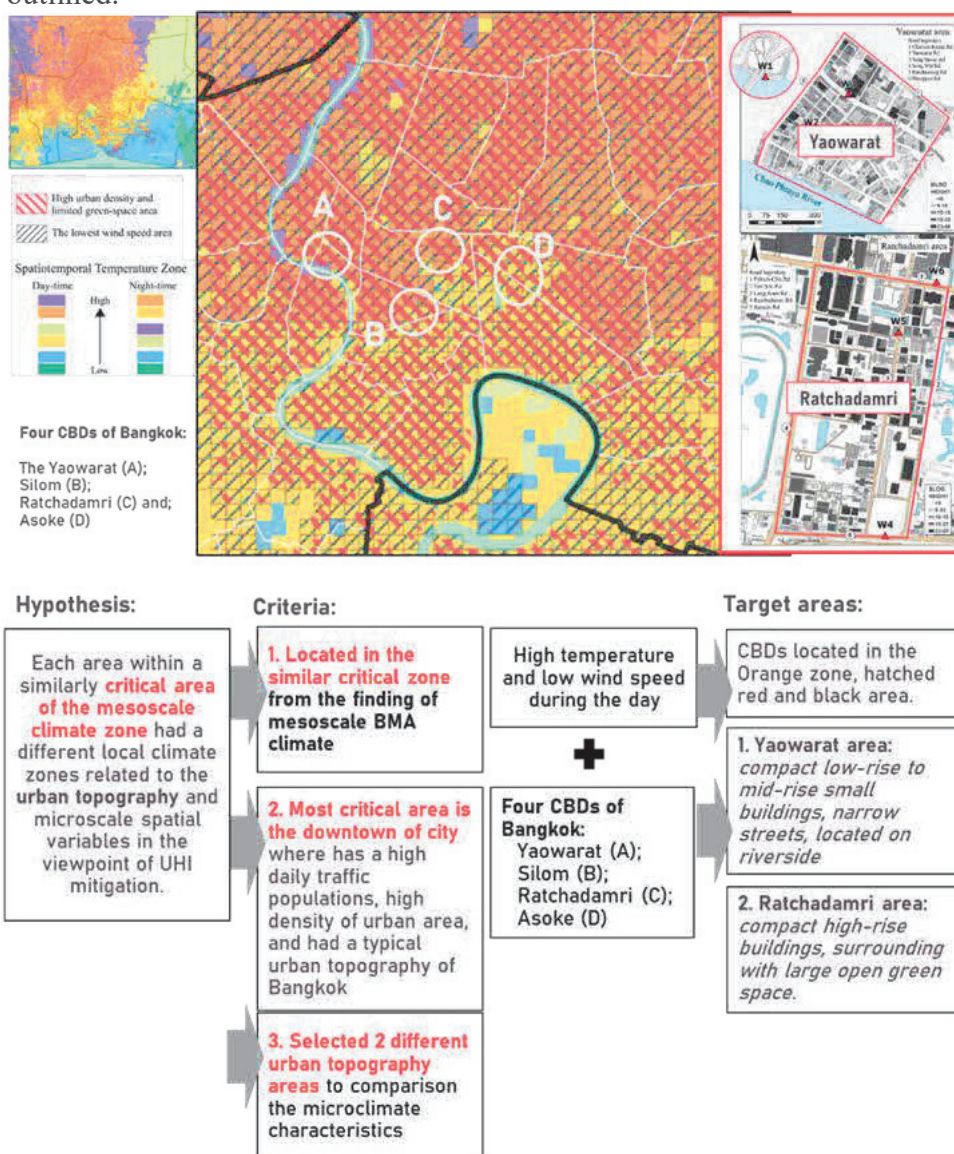 outlined.
High urban density and
limited green-space area
The lowest wind speed area
Spatiotemporal Temperature Zone
Day-time
Night-time
High
Low
Four CBDs of Bangkok:
The Yaowarat (A);
Silom (B);
Ratchadamri (C) and;
Asoke (D)
A
C
D
B
Yaowarat area
W1
W2
Yaowarat
Chao Phraya River
0 75 150 300
BLDG
HEIGHT
Ratchadamri area
W6
W5
Ratchadamri
BLDG
HEIGHT
W4
Hypothesis:
Each area within a
similarly critical area
of the mesoscale
climate zone had a
different local climate
zones related to the
urban topography and
microscale spatial
variables in the
viewpoint of UHI
mitigation.
Criteria:
1. Located in the
similar critical zone
from the finding of
mesoscale BMA
climate
2. Most critical area is
the downtown of city
where has a high
daily traffic
populations, high
density of urban area,
and had a typical
urban topography of
Bangkok
3. Selected 2 different
urban topography
areas to comparison
the microclimate
characteristics
High temperature
and low wind speed
during the day
Four CBDs of
Bangkok:
Yaowarat (A);
Silom (B);
Ratchadamri (C);
Asoke (D)
Target areas:
CBDs located in the
Orange zone, hatched
red and black area.
1. Yaowarat area:
compact low-rise to
mid-rise small
buildings, narrow
streets, located on
riverside
2. Ratchadamri area:
compact high-rise
buildings, surrounding
with large open green
space.